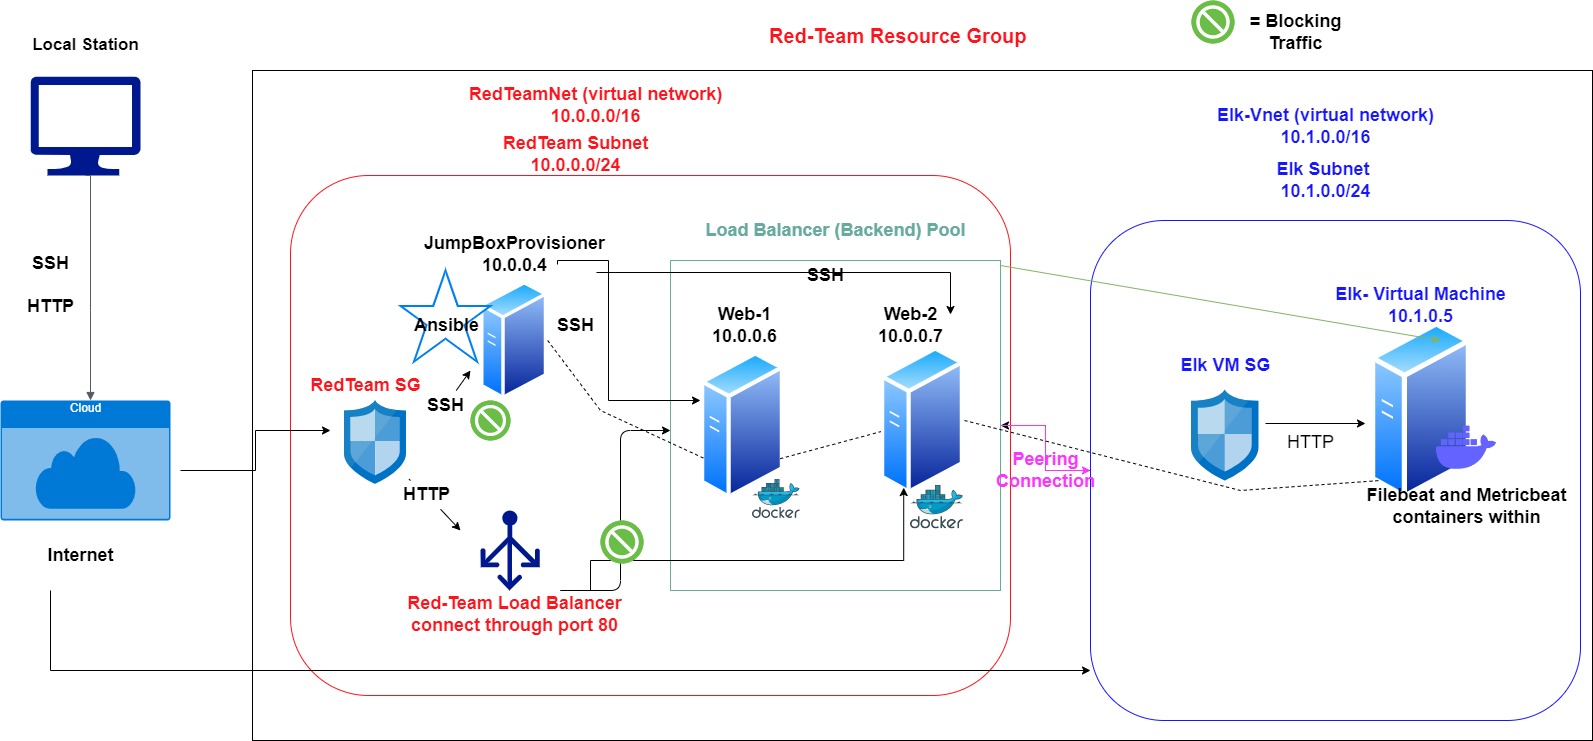 Local Station
Red-Team Resource Group
= Blocking
Traffic
RedTeamNet (virtual network)
10.0.0.0/16
RedTeam Subnet
10.0.0.0/24
Elk-Vnet (virtual network)
10.1.0.0/16
Elk Subnet
10.1.0.0/24
SSH
HTTP
Cloud
Internet
JumpBoxProvisioner
10.0.0.4
Ansible
SSH
RedTeam SG
SSH
HTTP
Red-Team Load Balancer
connect through port 80
Load Balancer (Backend) Pool
SSH
Web-1
10.0.0.6
docker
Web-2
10.0.0.7
docker
Peering
Connection
Elk- Virtual Machine
10.1.0.5
Elk VM SG
HTTP
Filebeat and Metricbeat
containers within